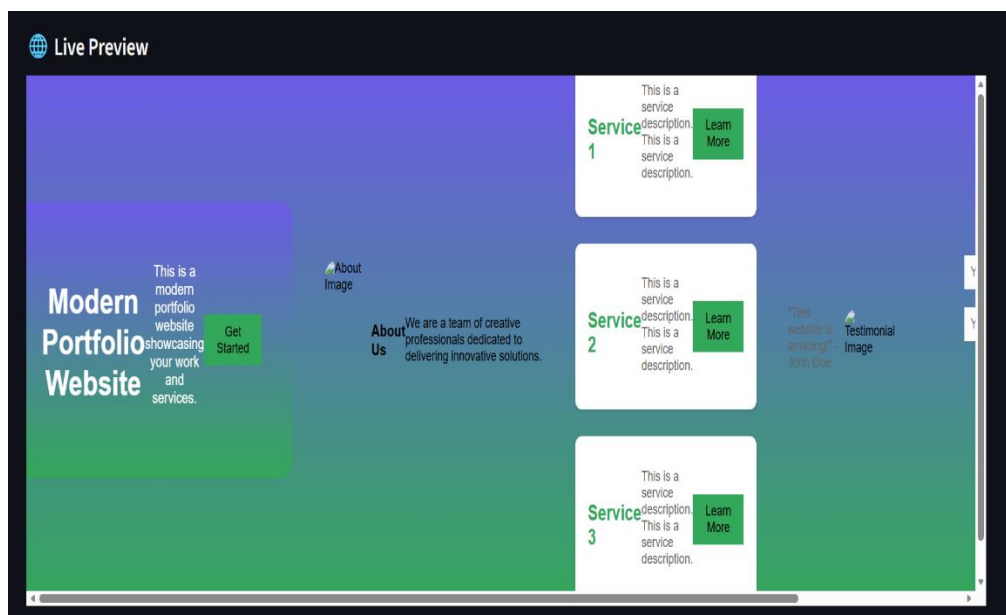 Live Preview
Modern
Portfolio
Website
This is a
modern
portfolio
website
showcasing
your work
and
services.
Get
Started
About
Image
About
Us
We are a team of creative
professionals dedicated to
delivering innovative solutions.
Service
1
This is a
service
description.
This is a
service
description.
Learn
More
Service
2
This is a
service
description.
This is a
service
description.
Learn
More
Service
3
This is a
service
description.
This is a
service
description.
Learn
More
"This
website is
amazing!" -
John Doe
Testimonial
Image
Y
Y